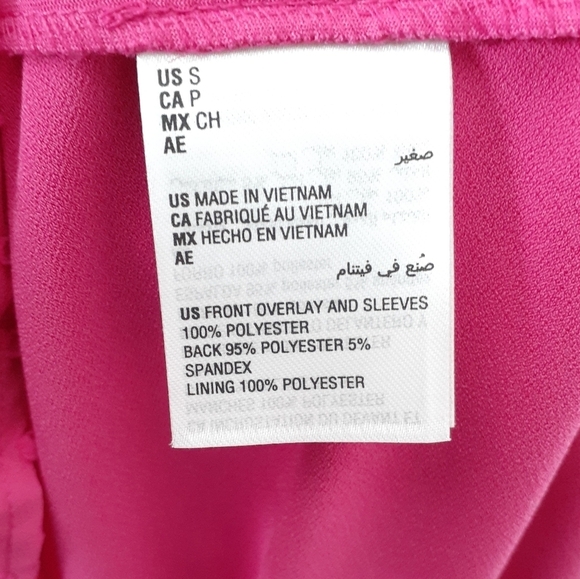 US S
CA P
MX CH
AE
صغير
US MADE IN VIETNAM
CA FABRIQUÉ AU VIETNAM
MX HECHO EN VIETNAM
AE
صُنع في فيتنام
US FRONT OVERLAY AND SLEEVES
100% POLYESTER
BACK 95% POLYESTER 5%
SPANDEX
LINING 100% POLYESTER